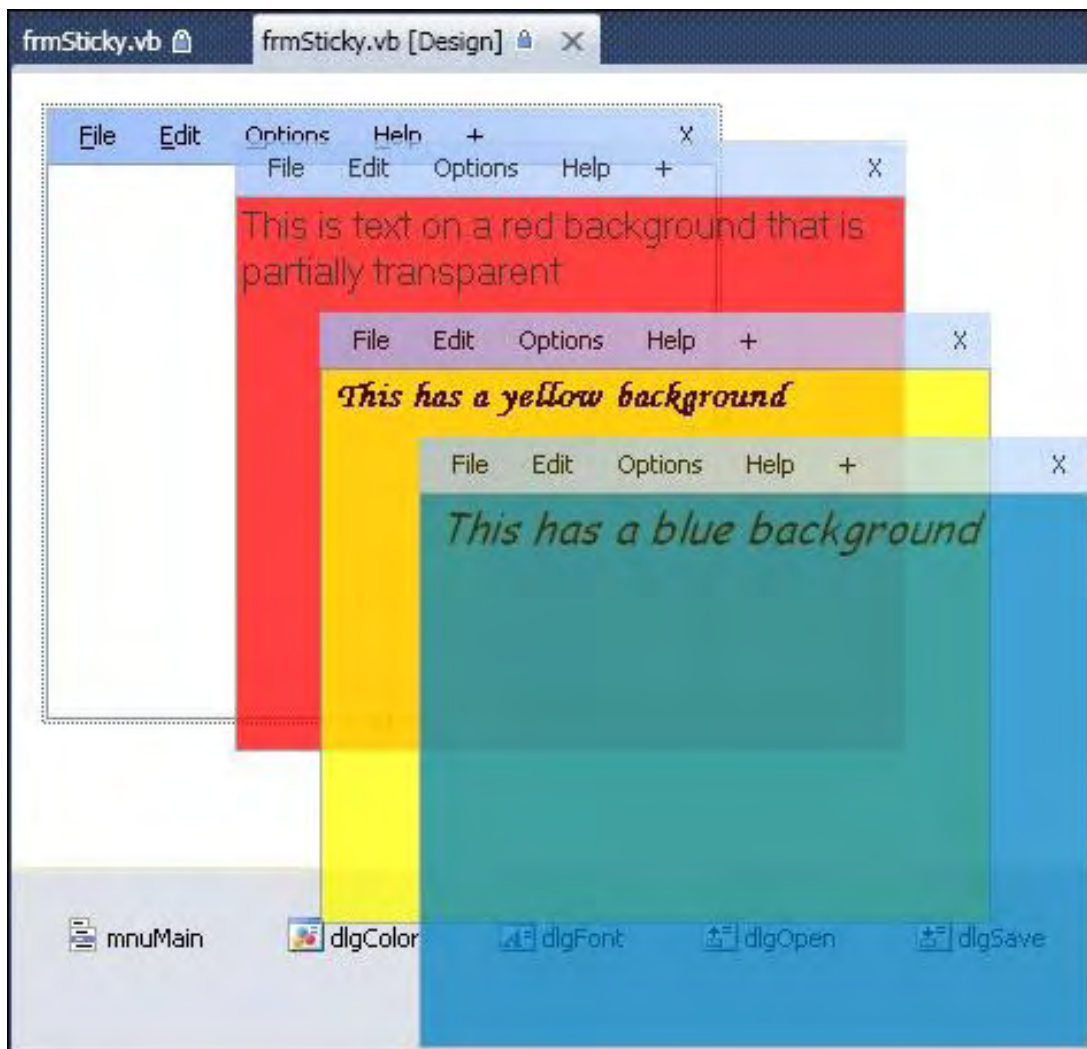 frmSticky.vb frmSticky.vb [Design] X
File Edit Options Help + X
File Edit Options Help + X
This is text on a red background that is
partially transparent
File Edit Options Help + X
This has a yellow background
File Edit Options Help + X
This has a blue background
mnuMain dlgColor dlgFont dlgOpen dlgSave